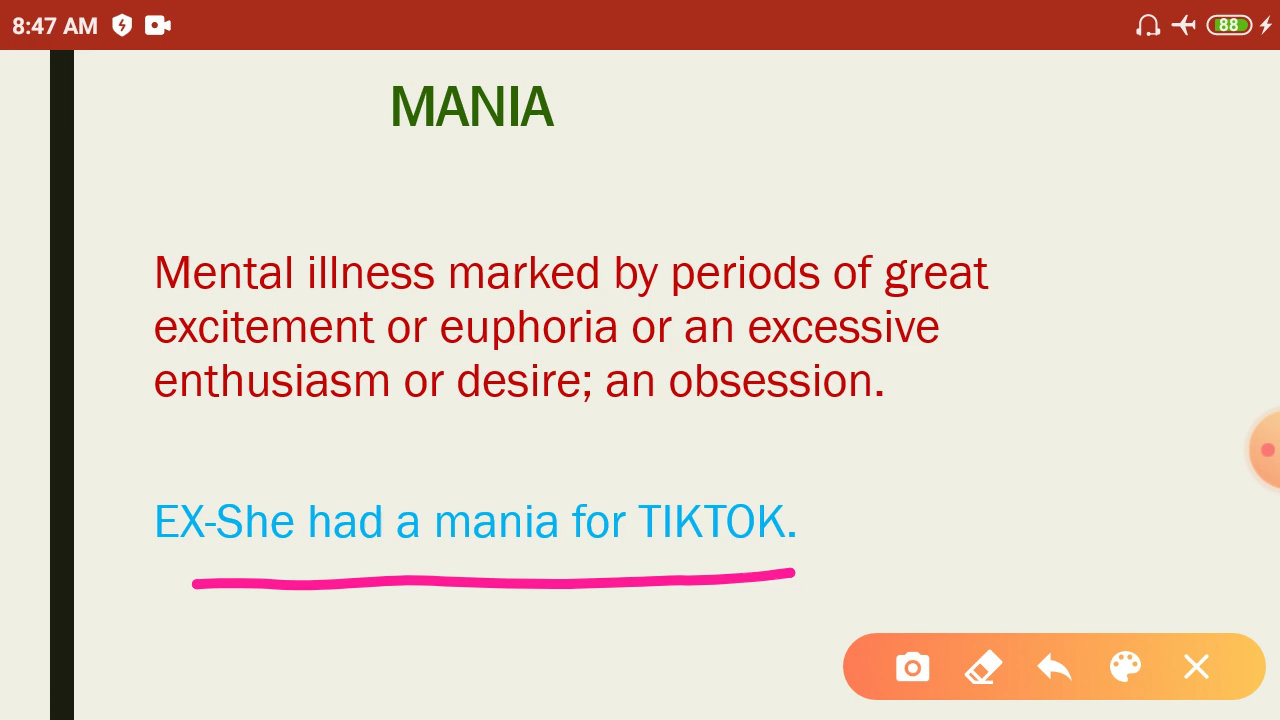 8:47 AM
88
MANIA
Mental illness marked by periods of great
excitement or euphoria or an excessive
enthusiasm or desire; an obsession.
EX-She had a mania for TIKTOK.